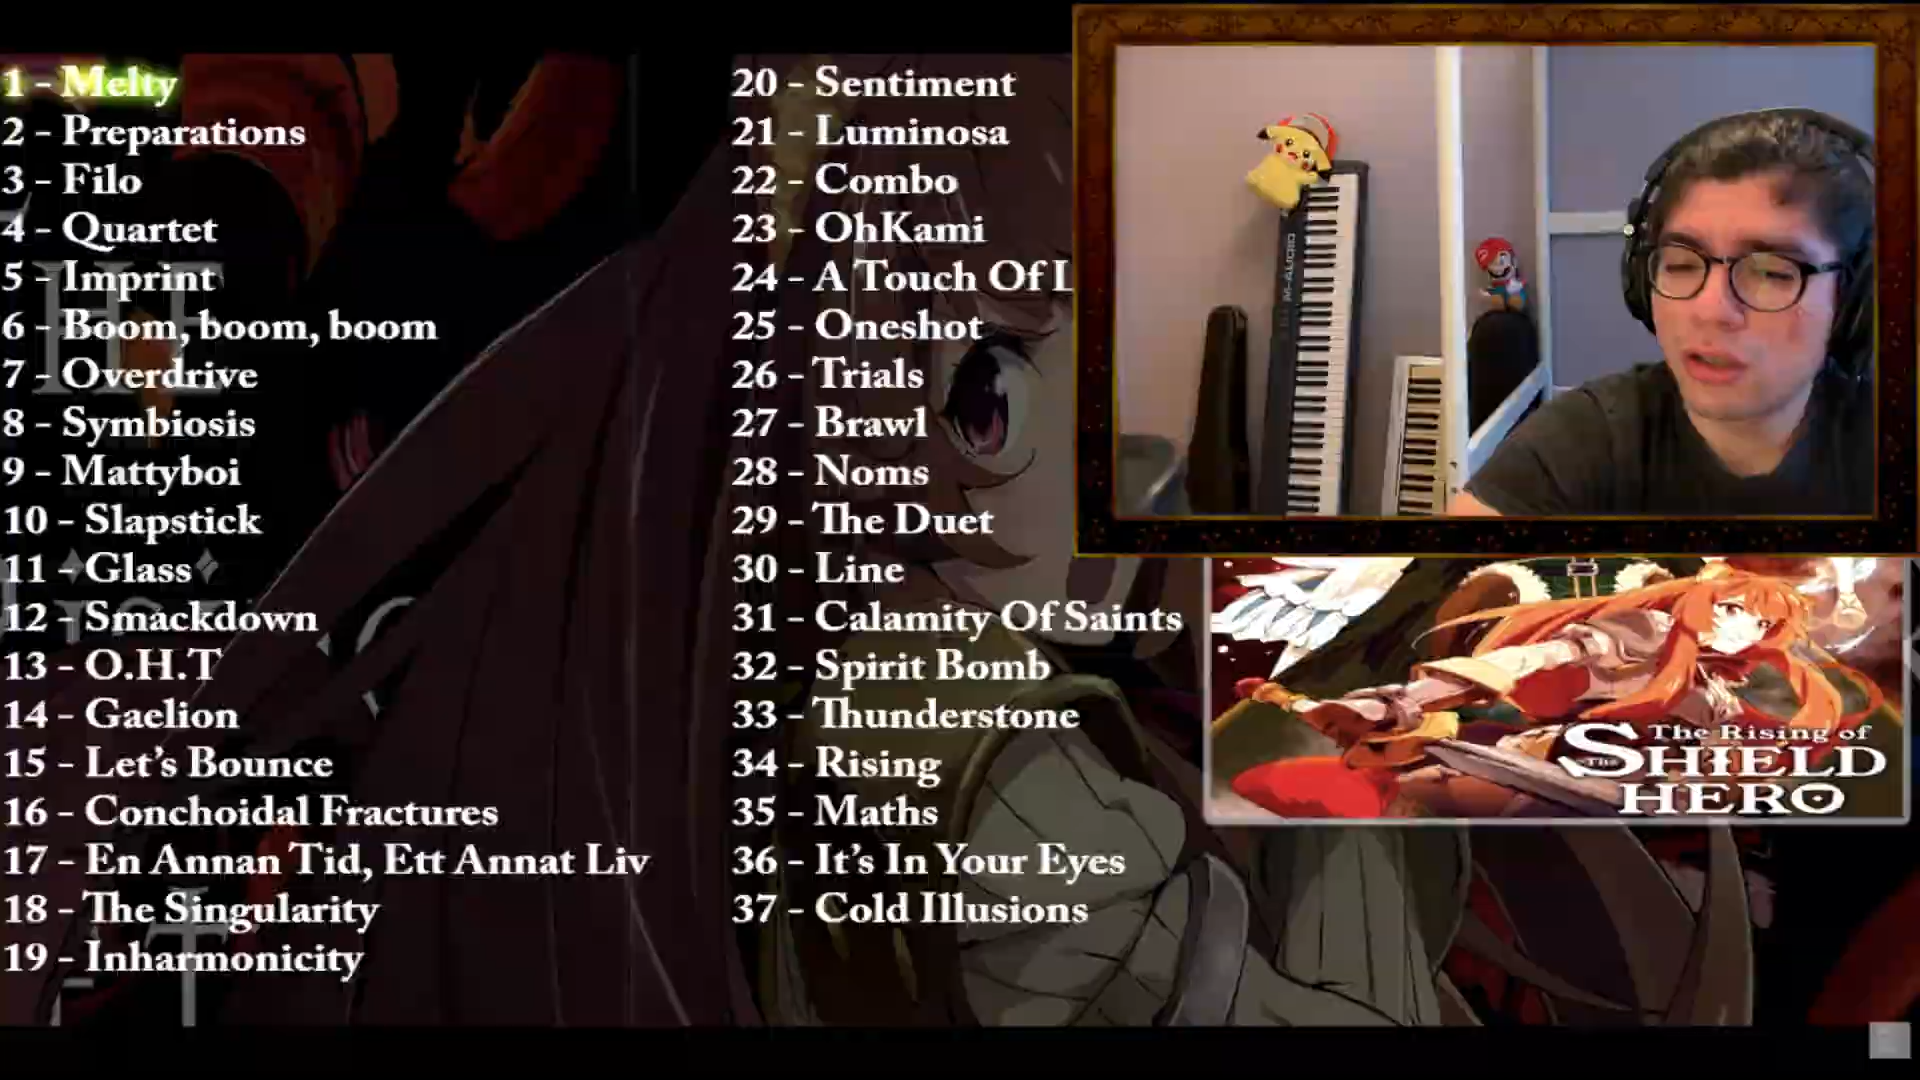 1 - Melty
2 - Preparations
3 - Filo
4 - Quartet
5 - Imprint
6 - Boom, boom, boom
7 - Overdrive
8 - Symbiosis
9 - Mattyboi
10 - Slapstick
11 - Glass
12 - Smackdown
13 - O.H.T
14 - Gaelion
15 - Let's Bounce
16 - Conchoidal Fractures
17 - En Annan Tid, Ett Annat Liv
18 - The Singularity
19 - Inharmonicity
20 - Sentiment
21 - Luminosa
22 - Combo
23 - OhKami
24 - A Touch Of L
25 - Oneshot
26 - Trials
27 - Brawl
28 - Noms
29 - The Duet
30 - Line
31 - Calamity Of Saints
32 - Spirit Bomb
33 - Thunderstone
34 - Rising
35 - Maths
36 - It's In Your Eyes
37 - Cold Illusions
M-AUDIO
The Rising of
The SHIELD
HERO